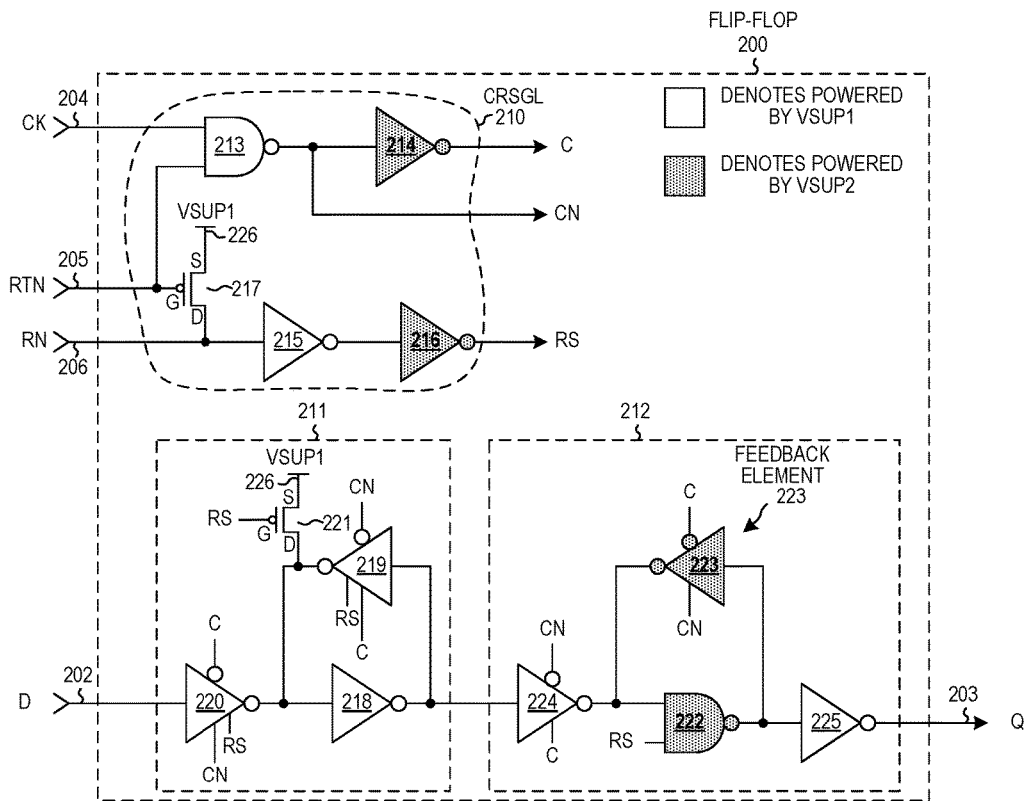 FLIP-FLOP
200
204
CK
213
CRSGL
210
214
C
DENOTES POWERED
BY VSUP1
DENOTES POWERED
BY VSUP2
CN
VSUP1
226
205
RTN
S
G
217
D
RN
206
215
216
RS
211
212
VSUP1
226
CN
S
RS
G
221
D
219
RS
C
FEEDBACK
ELEMENT
223
C
223
CN
C
CN
202
D
220
RS
CN
218
224
C
222
RS
225
203
Q